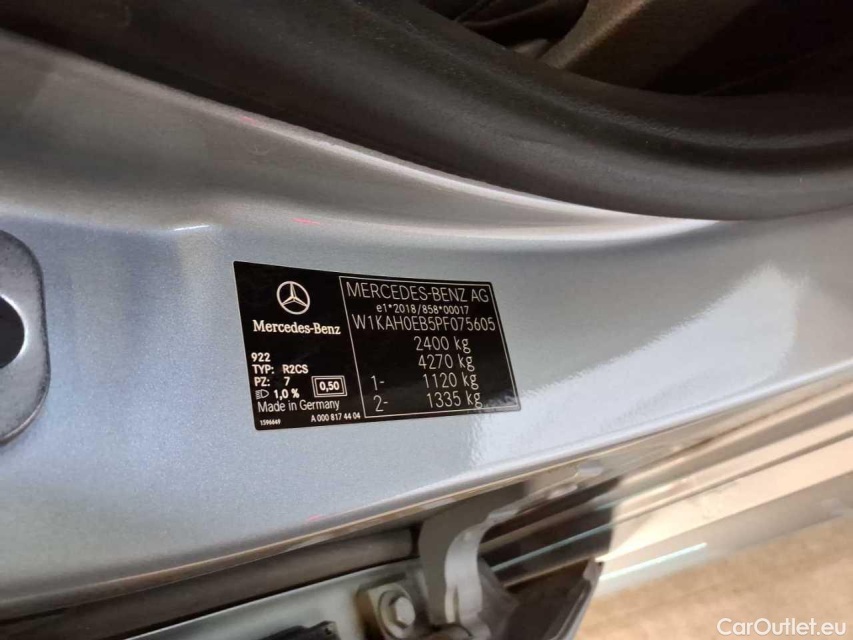 Mercedes-Benz
922
TYP: R2CS
PZ: 7
1,0 % 0,50
Made in Germany
1596649 A 000 817 44 04
MERCEDES-BENZ AG
e1*2018/858*00017
W1KAH0EB5PF075605
2400 kg
4270 kg
1- 1120 kg
2- 1335 kg
CarOutlet.eu